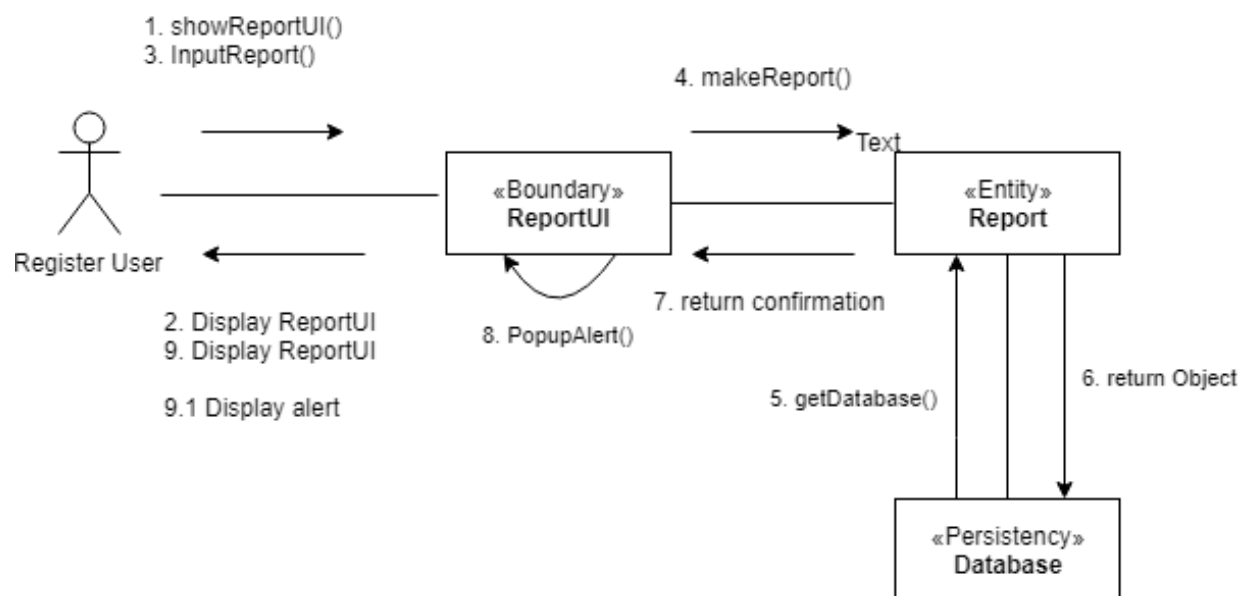 1. showReportUI()
3. InputReport()
4. makeReport()
Text
«Boundary»
ReportUI
«Entity»
Report
Register User
2. Display ReportUI
9. Display ReportUI
9.1 Display alert
8. PopupAlert()
7. return confirmation
5. getDatabase()
6. return Object
«Persistency»
Database